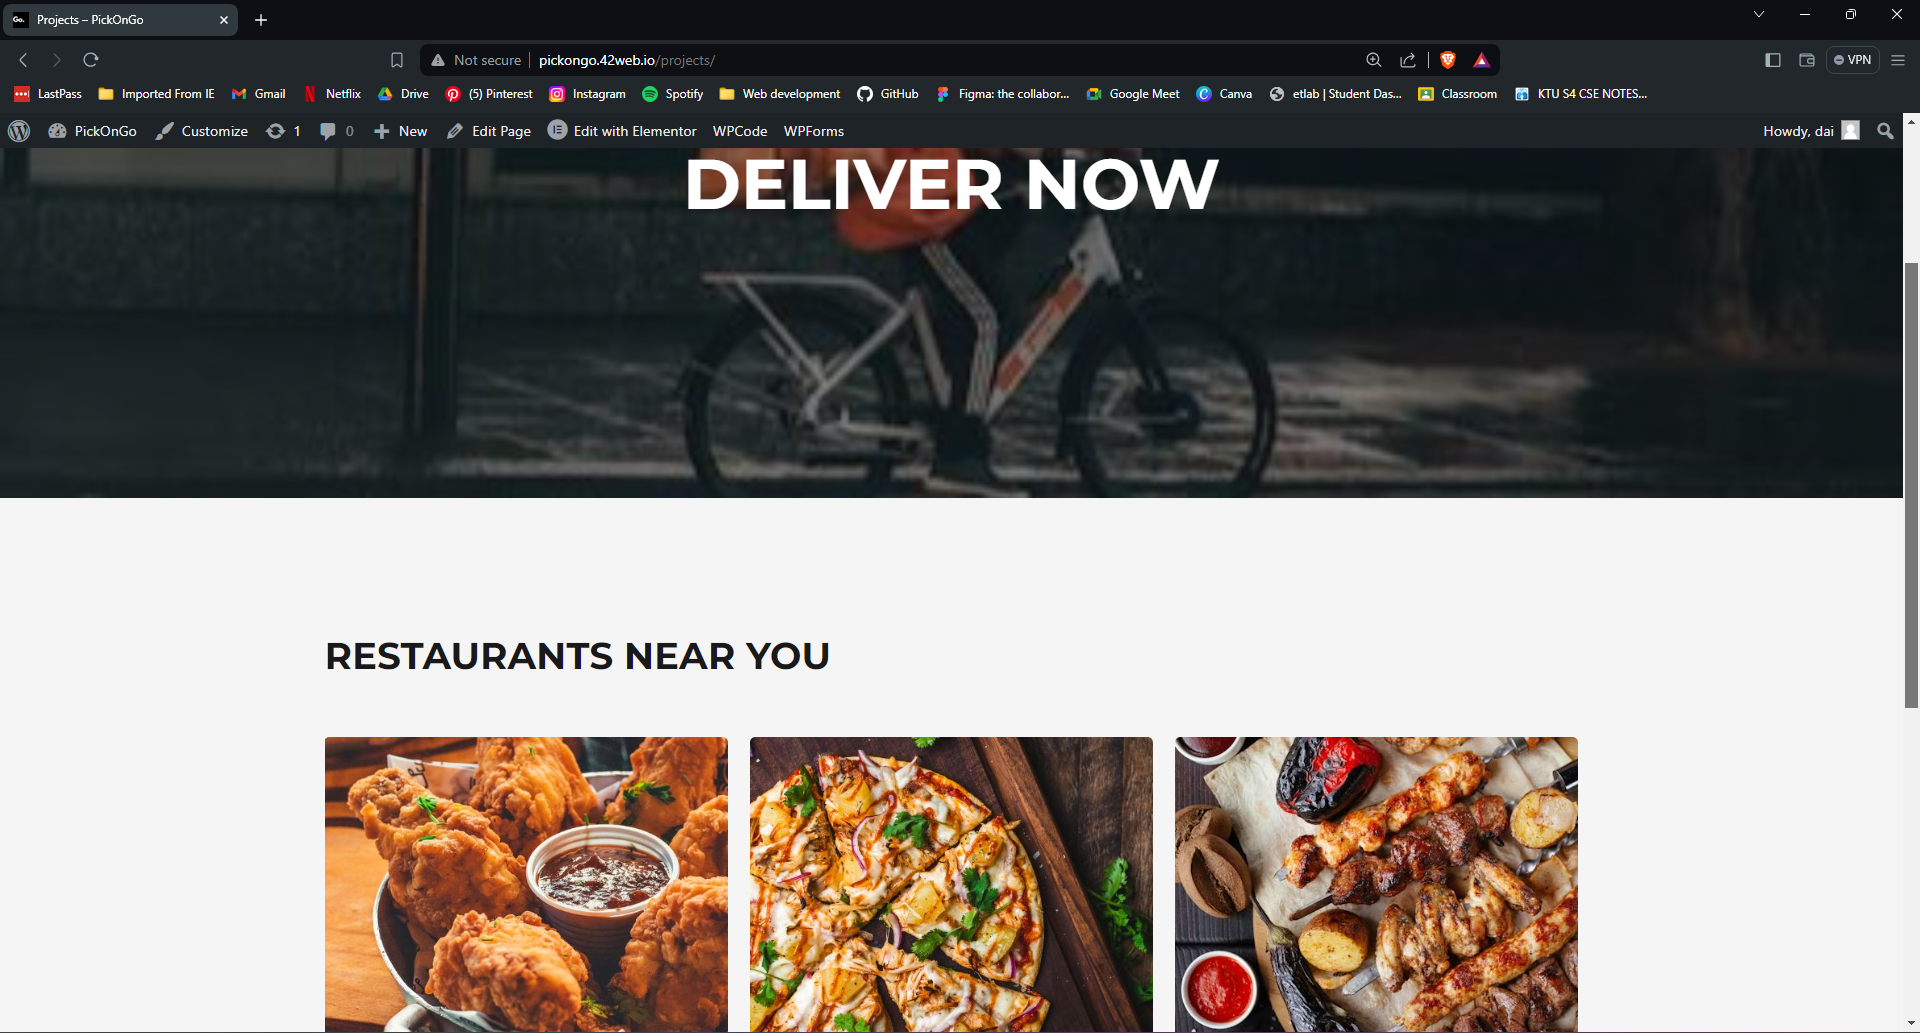 Go. Projects – PickOnGo
Not secure pickongo.42web.io/projects/ VPN
LastPass Imported From IE Gmail Netflix Drive (5) Pinterest Instagram Spotify Web development GitHub Figma: the collabor... Google Meet Canva etlab | Student Das... Classroom KTU S4 CSE NOTES...
PickOnGo Customize 1 0 New Edit Page Edit with Elementor WPCode WPForms Howdy, dai
DELIVER NOW
RESTAURANTS NEAR YOU